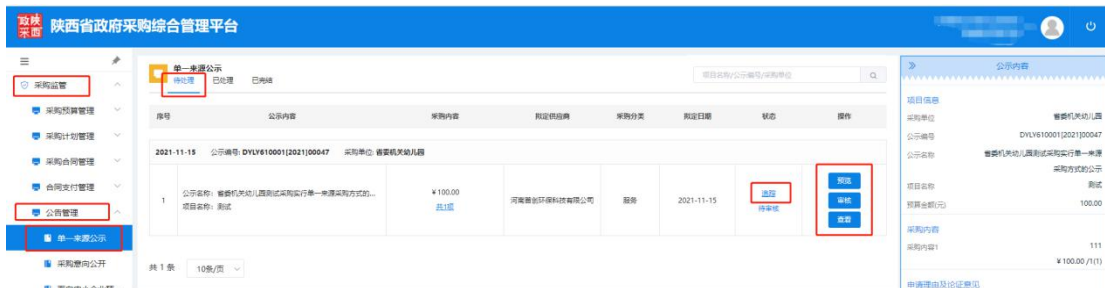 陕西省政府采购综合管理平台
采购监管
采购预算管理
采购计划管理
采购合同管理
合同支付管理
公告管理
单一来源公示
采购意向公开
单一来源公示
待处理 已处理 已完结
项目名称/公示编号/采购单位
序号 公示内容 采购内容 拟定供应商 采购分类 拟定日期 状态 操作
2021-11-15 公示编号: DYLY610001[2021]00047 采购单位: 省委机关幼儿园
1 公示名称: 省委机关幼儿园测试采购实行单一来源采购方式的... ¥100.00 河南普创环保科技有限公司 服务 2021-11-15 追踪 预览
项目名称: 测试 共1项 待审核 审核
查看
共 1 条 10条/页
公示内容
项目信息
采购单位 省委机关幼儿园
公示编号 DYLY610001[2021]00047
公示名称 省委机关幼儿园测试采购实行单一来源
采购方式的公示
项目名称 测试
预算金额(元) 100.00
采购内容
采购内容1 111
¥ 100.00 /1(1)
申请理由及论证意见